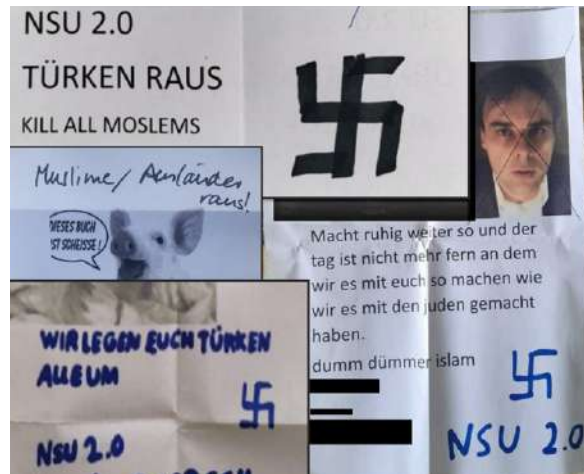 NSU 2.0
TÜRKEN RAUS
KILL ALL MOSLEMS
Muslime/Ausländer
raus!
DIESES BUCH
IST SCHEISSE!
Macht ruhig weiter so und der
tag ist nicht mehr fern an dem
wir es mit euch so machen wie
wir es mit den juden gemacht
haben.
dumm dümmer islam
NSU 2.0
WIR LEGEN EUCH TÜRKEN
ALLE UM
NSU 2.0